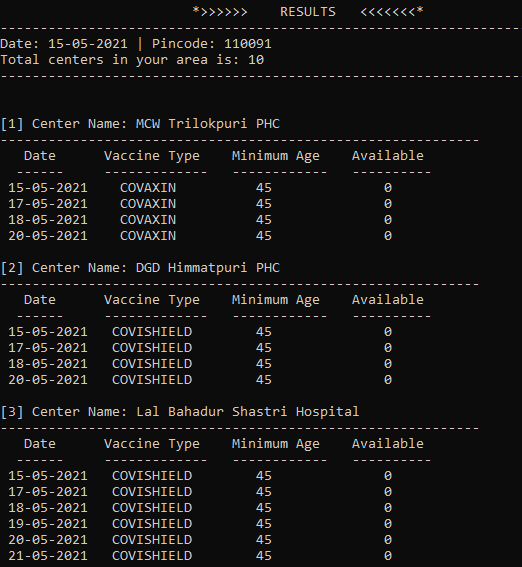 *>>>>>>    RESULTS   <<<<<<<*
-----------------------------------------------------------------
Date: 15-05-2021 | Pincode: 110091
Total centers in your area is: 10
-----------------------------------------------------------------
[1] Center Name: MCW Trilokpuri PHC
------------------------------------------------------------
   Date      Vaccine Type    Minimum Age    Available
  ------     -------------   ------------   ----------
 15-05-2021    COVAXIN          45              0
 17-05-2021    COVAXIN          45              0
 18-05-2021    COVAXIN          45              0
 20-05-2021    COVAXIN          45              0
[2] Center Name: DGD Himmatpuri PHC
------------------------------------------------------------
   Date      Vaccine Type    Minimum Age    Available
  ------     -------------   ------------   ----------
 15-05-2021   COVISHIELD        45              0
 17-05-2021   COVISHIELD        45              0
 18-05-2021   COVISHIELD        45              0
 20-05-2021   COVISHIELD        45              0
[3] Center Name: Lal Bahadur Shastri Hospital
------------------------------------------------------------
   Date      Vaccine Type    Minimum Age    Available
  ------     -------------   ------------   ----------
 15-05-2021   COVISHIELD        45              0
 17-05-2021   COVISHIELD        45              0
 18-05-2021   COVISHIELD        45              0
 19-05-2021   COVISHIELD        45              0
 20-05-2021   COVISHIELD        45              0
 21-05-2021   COVISHIELD        45              0